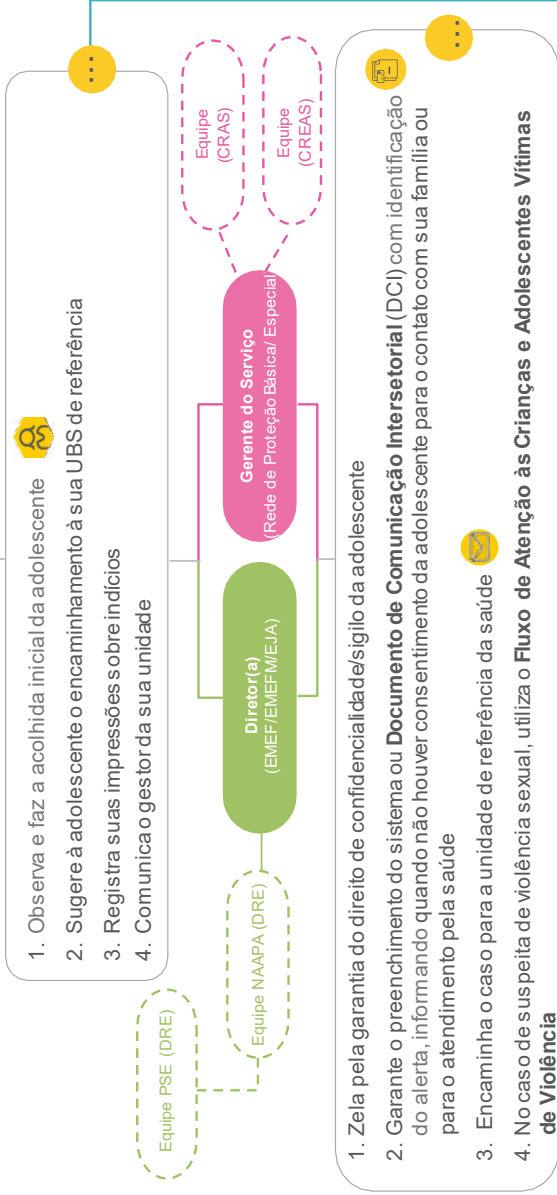 1. Observa e faz a acolhida inicial da adolescente
2. Sugere à adolescente o encaminhamento à sua UBS de referência
3. Registra suas impressões sobre indícios
4. Comunica o gestor da sua unidade
Equipe PSE (DRE)
Equipe NAAPA (DRE)
Diretor(a)
(EMEF/EMEFM/EJA)
Gerente do Serviço
(Rede de Proteção Básica/ Especial
Equipe
(CRAS)
Equipe
(CREAS)
1. Zela pela garantia do direito de confidencialidade/sigilo da adolescente
2. Garante o preenchimento do sistema ou Documento de Comunicação Intersetorial (DCI) com identificação
do alerta, informando quando não houver consentimento da adolescente para o contato com sua família ou
para o atendimento pela saúde
3. Encaminha o caso para a unidade de referência da saúde
4. No caso de suspeita de violência sexual, utiliza o Fluxo de Atenção às Crianças e Adolescentes Vítimas
de Violência